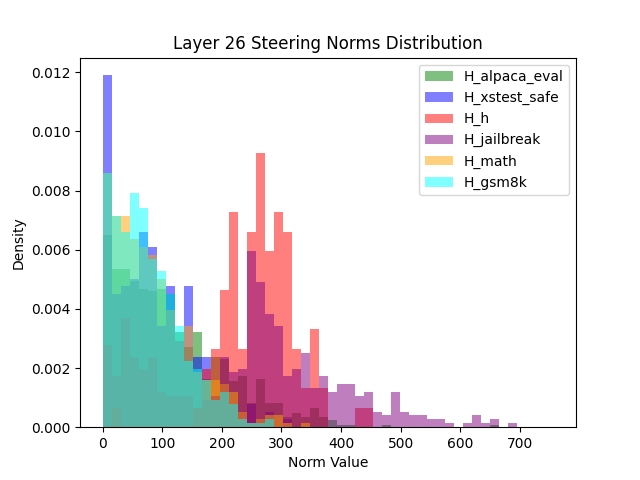 Layer 26 Steering Norms Distribution
H_alpaca_eval
H_xstest_safe
H_h
H_jailbreak
H_math
H_gsm8k
Density
0.012
0.010
0.008
0.006
0.004
0.002
0.000
0 100 200 300 400 500 600 700
Norm Value